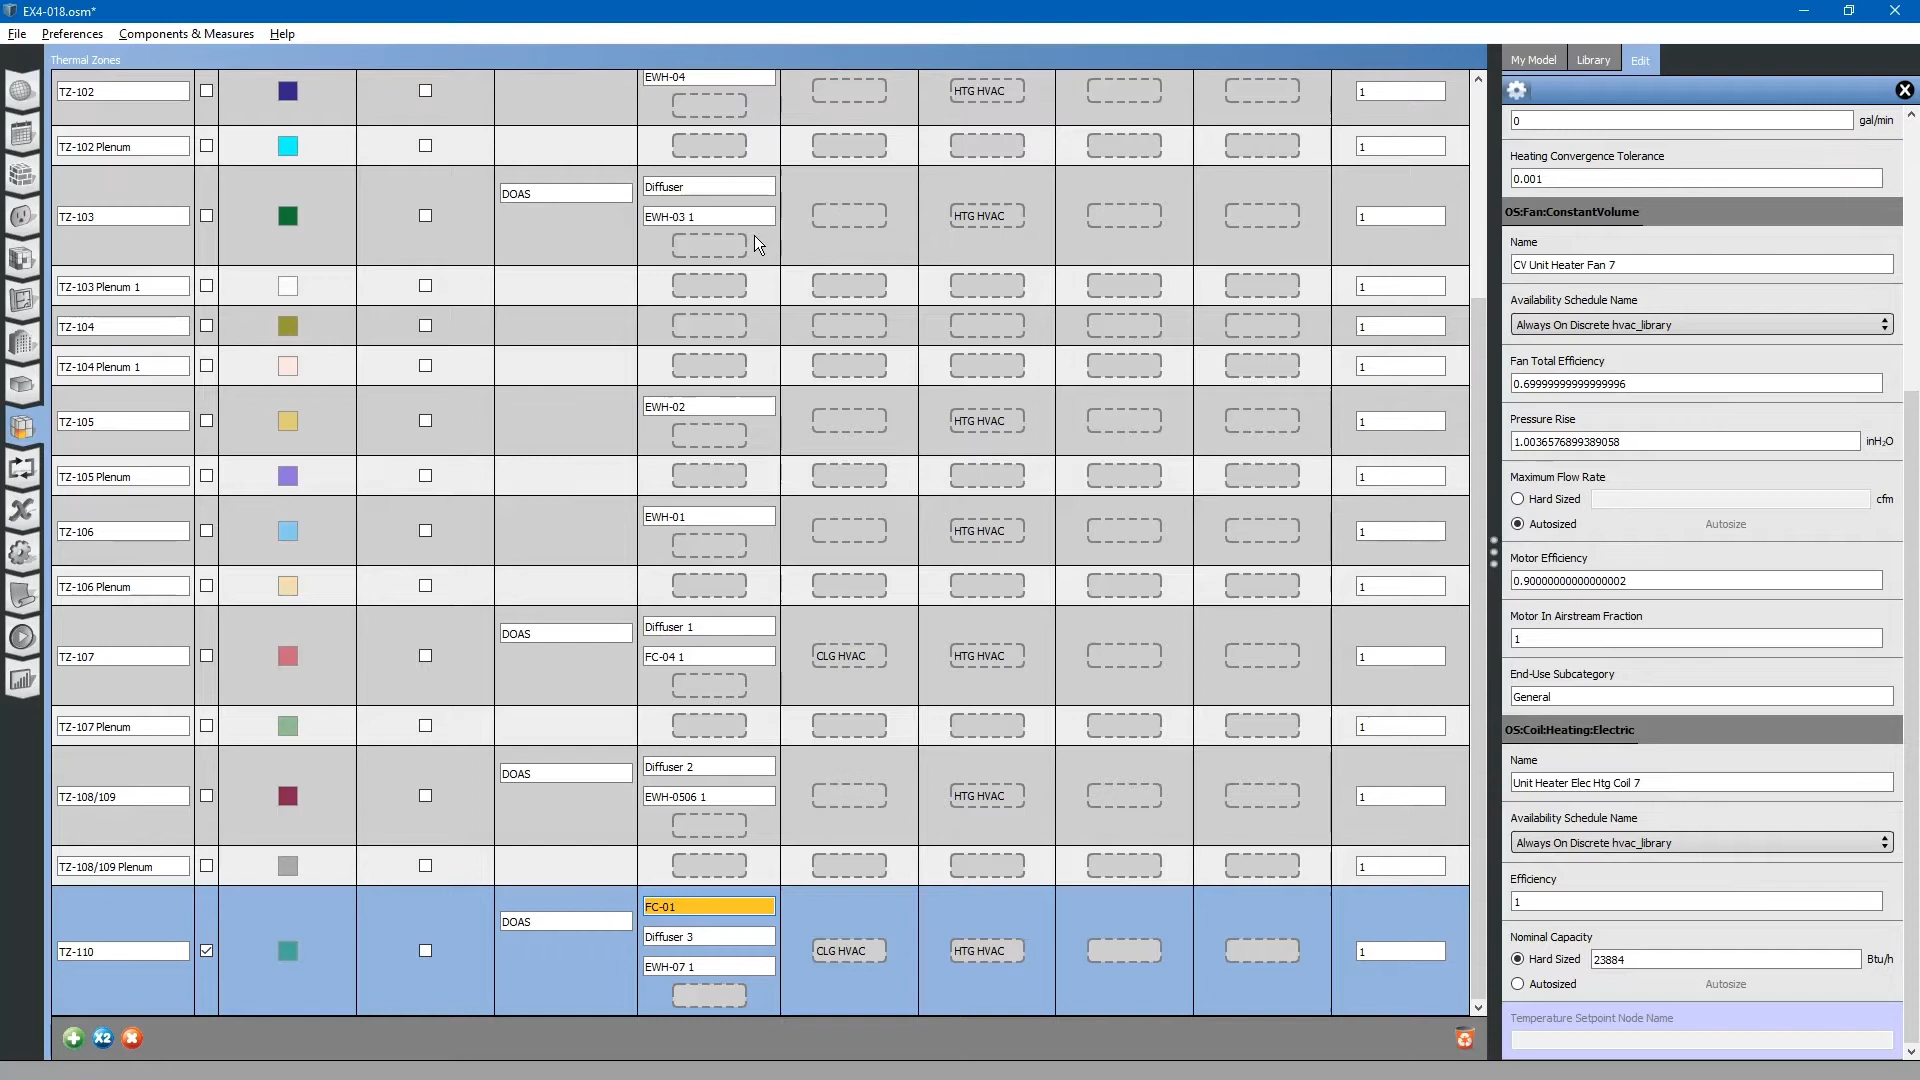 EX4-018.osm*
File Preferences Components & Measures Help
Thermal Zones
My Model Library Edit
TZ-102 EWH-04 HTG HVAC 1
TZ-102 Plenum 1
TZ-103 DOAS Diffuser EWH-03 1 HTG HVAC 1
TZ-103 Plenum 1 1
TZ-104 1
TZ-104 Plenum 1 1
TZ-105 EWH-02 HTG HVAC 1
TZ-105 Plenum 1
TZ-106 EWH-01 HTG HVAC 1
TZ-106 Plenum 1
TZ-107 DOAS Diffuser 1 FC-04 1 CLG HVAC HTG HVAC 1
TZ-107 Plenum 1
TZ-108/109 DOAS Diffuser 2 EWH-0506 1 HTG HVAC 1
TZ-108/109 Plenum 1
TZ-110 DOAS FC-01 Diffuser 3 EWH-07 1 CLG HVAC HTG HVAC 1
X2
0 gal/min
Heating Convergence Tolerance
0.001
OS:Fan:ConstantVolume
Name
CV Unit Heater Fan 7
Availability Schedule Name
Always On Discrete hvac_library
Fan Total Efficiency
0.69999999999999996
Pressure Rise
1.0036576899389058 inH₂O
Maximum Flow Rate
Hard Sized cfm
Autosized Autosize
Motor Efficiency
0.90000000000000002
Motor In Airstream Fraction
1
End-Use Subcategory
General
OS:Coil:Heating:Electric
Name
Unit Heater Elec Htg Coil 7
Availability Schedule Name
Always On Discrete hvac_library
Efficiency
1
Nominal Capacity
Hard Sized 23884 Btu/h
Autosized Autosize
Temperature Setpoint Node Name